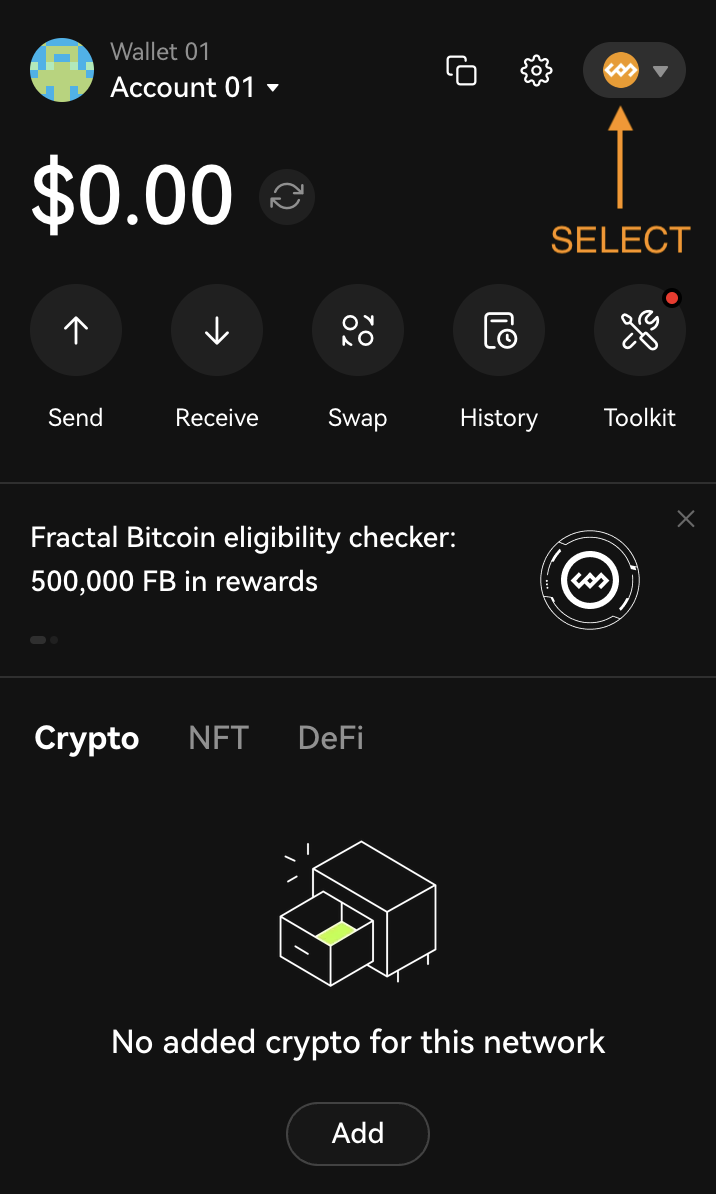 Wallet 01
Account 01
$0.00
SELECT
Send Receive Swap History Toolkit
Fractal Bitcoin eligibility checker:
500,000 FB in rewards
Crypto NFT DeFi
No added crypto for this network
Add